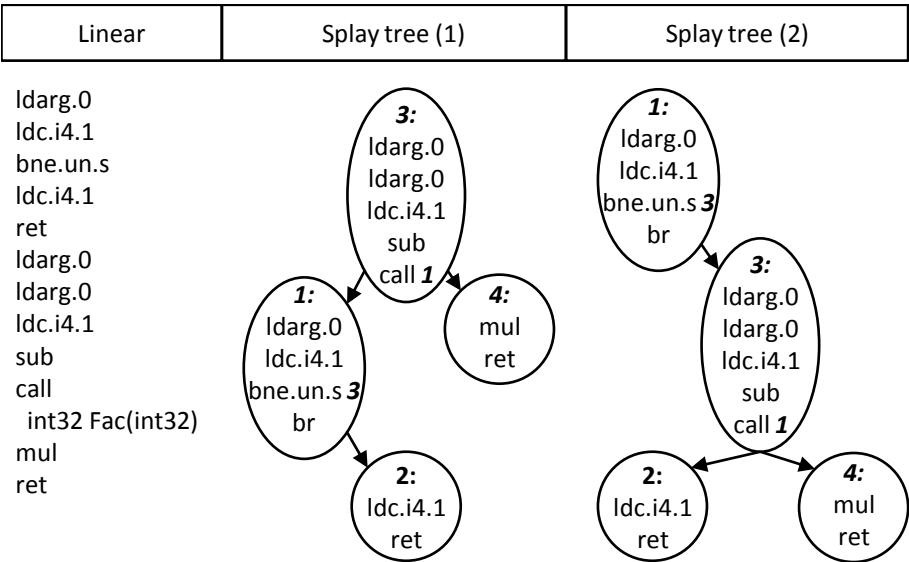 Linear
Splay tree (1)
Splay tree (2)
ldarg.0
ldc.i4.1
bne.un.s
ldc.i4.1
ret
ldarg.0
ldarg.0
ldc.i4.1
sub
call
int32 Fac(int32)
mul
ret
3:
ldarg.0
ldarg.0
ldc.i4.1
sub
call 1
1:
ldarg.0
ldc.i4.1
bne.un.s 3
br
4:
mul
ret
2:
ldc.i4.1
ret
1:
ldarg.0
ldc.i4.1
bne.un.s 3
br
3:
ldarg.0
ldarg.0
ldc.i4.1
sub
call 1
2:
ldc.i4.1
ret
4:
mul
ret